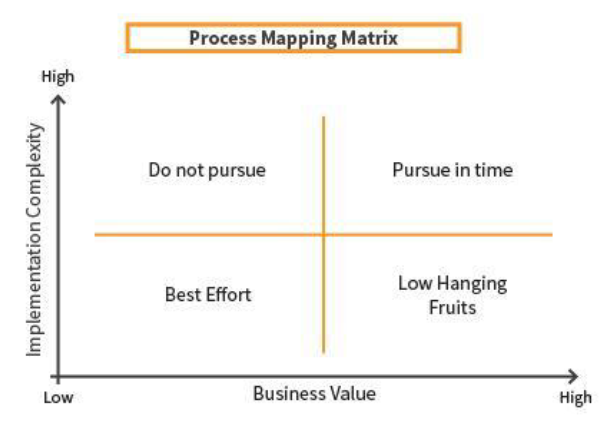 Process Mapping Matrix
High
Implementation Complexity
Do not pursue
Pursue in time
Best Effort
Low Hanging
Fruits
Low
Business Value
High